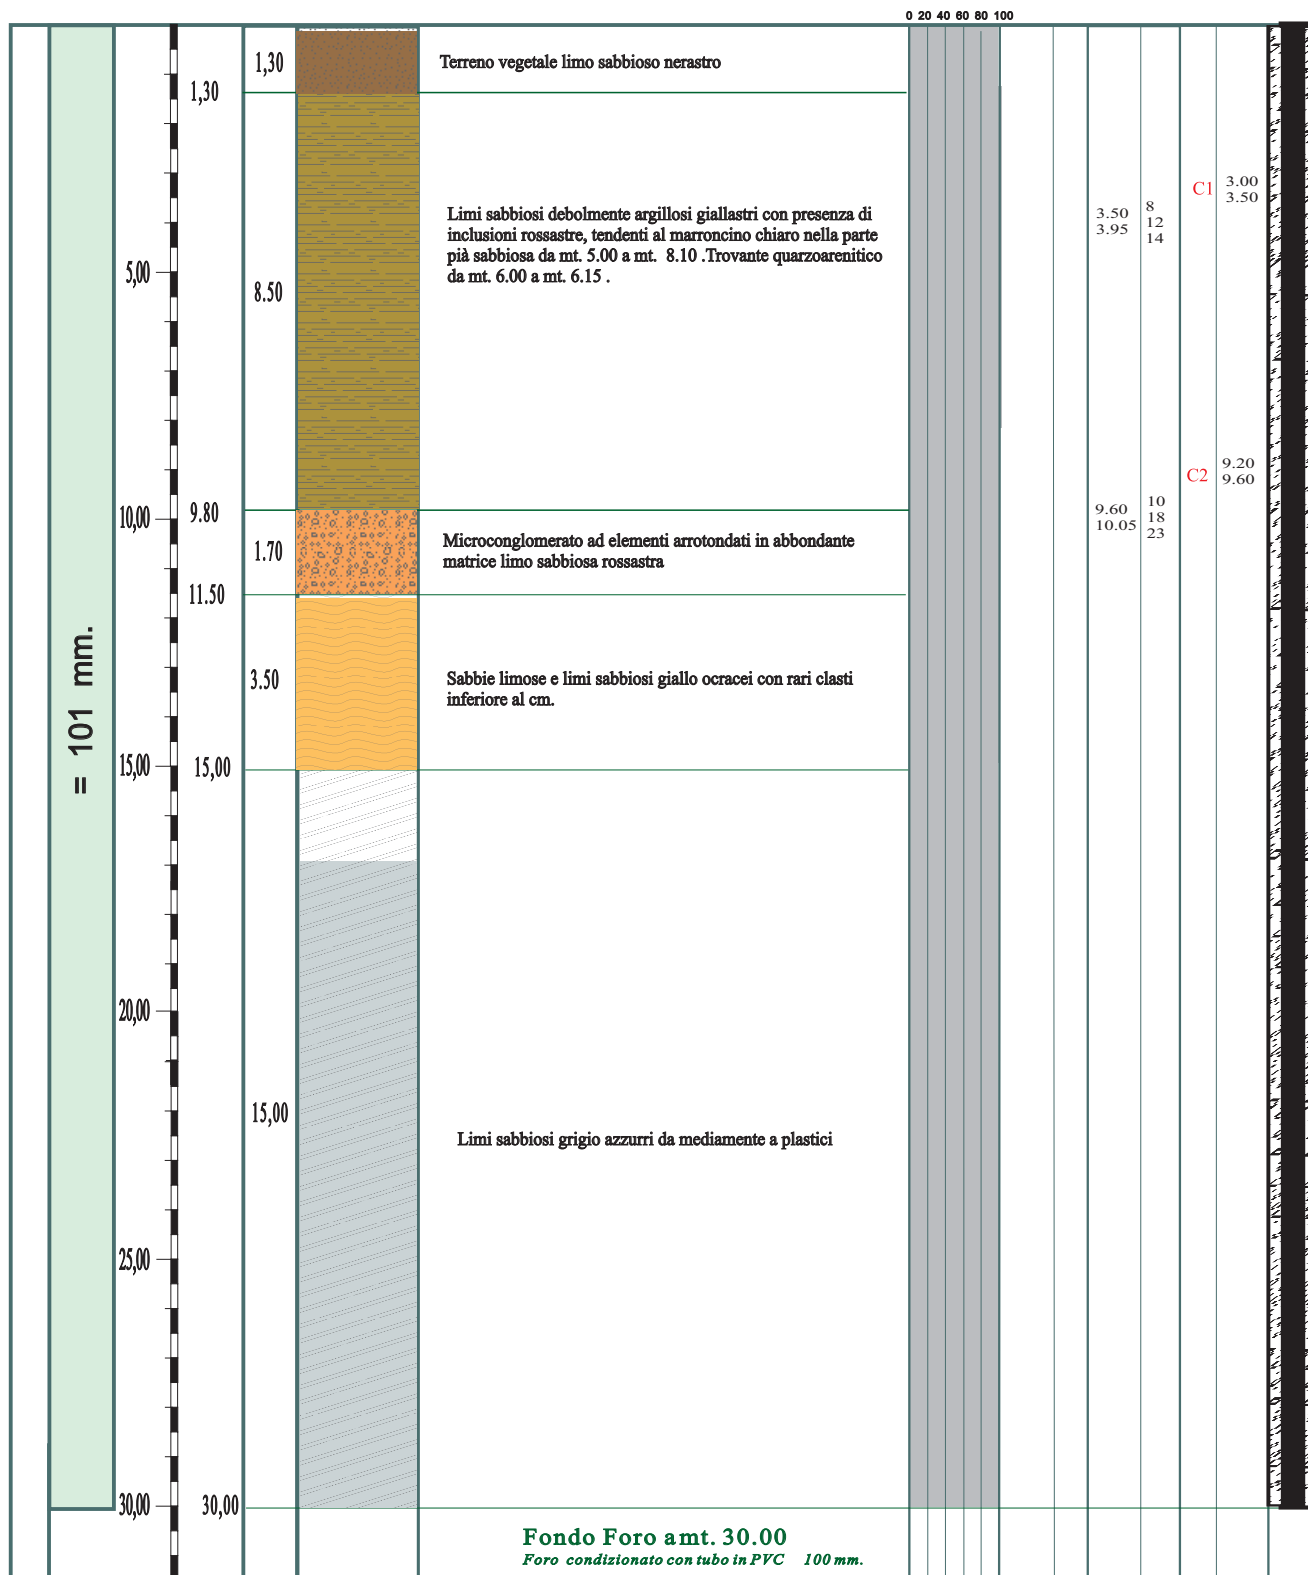 0 20 40 60 80 100
1,30
Terreno vegetale limo sabbioso nerastro
1,30
C1
3.00
3.50
3.50
3.95
8
12
14
Limi sabbiosi debolmente argillosi giallastri con presenza di
inclusioni rossastre, tendenti al marroncino chiaro nella parte
pià sabbiosa da mt. 5.00 a mt. 8.10 .Trovante quarzoarenitico
da mt. 6.00 a mt. 6.15 .
5,00
8.50
C2
9.20
9.60
9.60
10.05
10
18
23
9.80
10,00
1.70
Microconglomerato ad elementi arrotondati in abbondante
matrice limo sabbiosa rossastra
11.50
= 101 mm.
3.50
Sabbie limose e limi sabbiosi giallo ocracei con rari clasti
inferiore al cm.
15,00
15,00
20,00
15,00
Limi sabbiosi grigio azzurri da mediamente a plastici
25,00
30,00
30,00
Fondo Foro a mt. 30.00
Foro condizionato con tubo in PVC 100 mm.